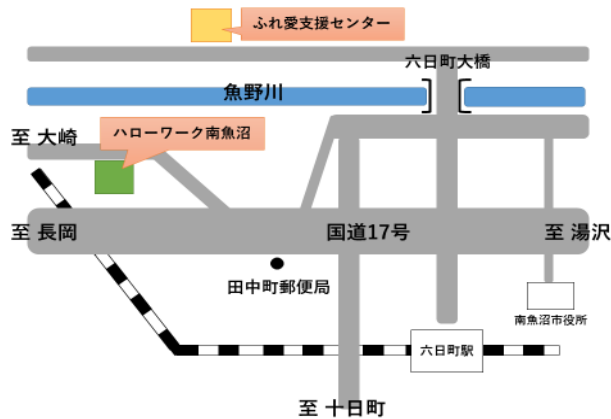 ふれ愛支援センター
六日町大橋
魚野川
ハローワーク南魚沼
至 大崎
至 長岡
国道17号
至 湯沢
田中町郵便局
南魚沼市役所
六日町駅
至 十日町